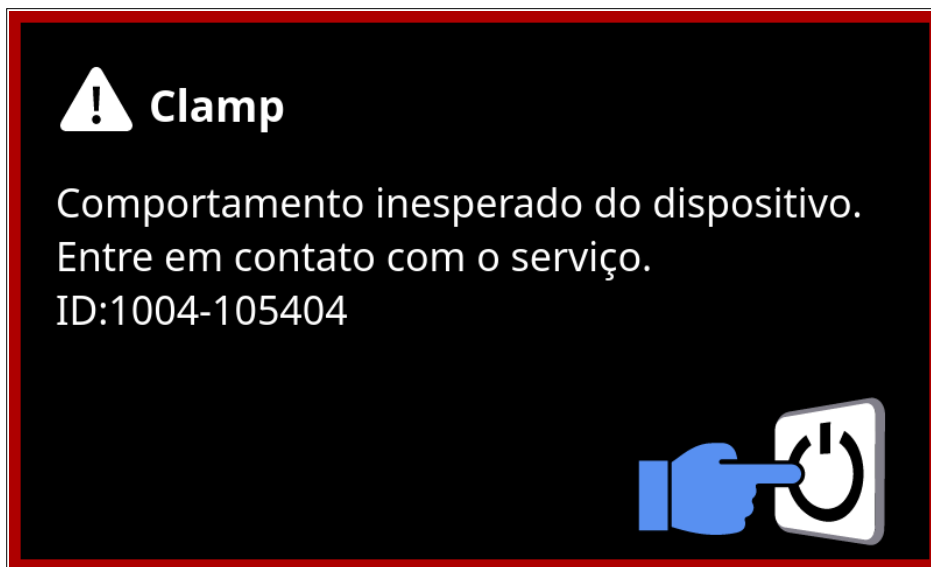 Clamp
Comportamento inesperado do dispositivo.
Entre em contato com o serviço.
ID:1004-105404